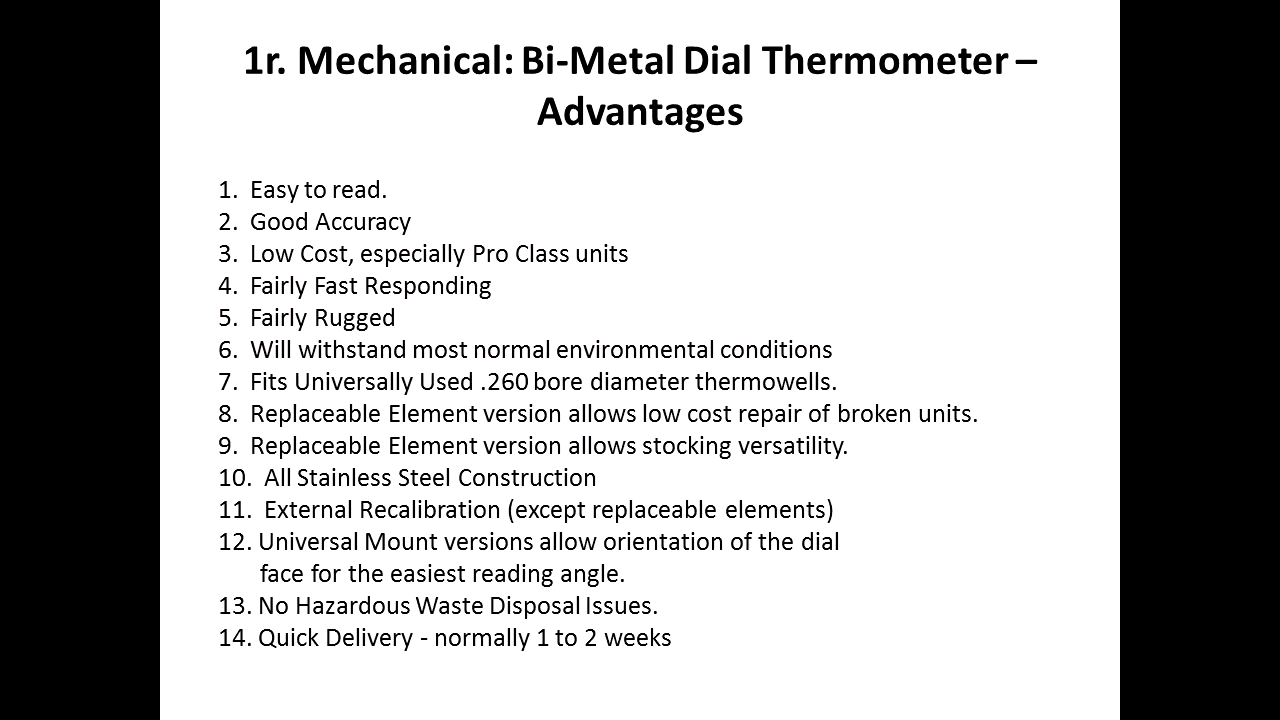 1r. Mechanical: Bi-Metal Dial Thermometer –
Advantages
1. Easy to read.
2. Good Accuracy
3. Low Cost, especially Pro Class units
4. Fairly Fast Responding
5. Fairly Rugged
6. Will withstand most normal environmental conditions
7. Fits Universally Used .260 bore diameter thermowells.
8. Replaceable Element version allows low cost repair of broken units.
9. Replaceable Element version allows stocking versatility.
10. All Stainless Steel Construction
11. External Recalibration (except replaceable elements)
12. Universal Mount versions allow orientation of the dial
face for the easiest reading angle.
13. No Hazardous Waste Disposal Issues.
14. Quick Delivery - normally 1 to 2 weeks